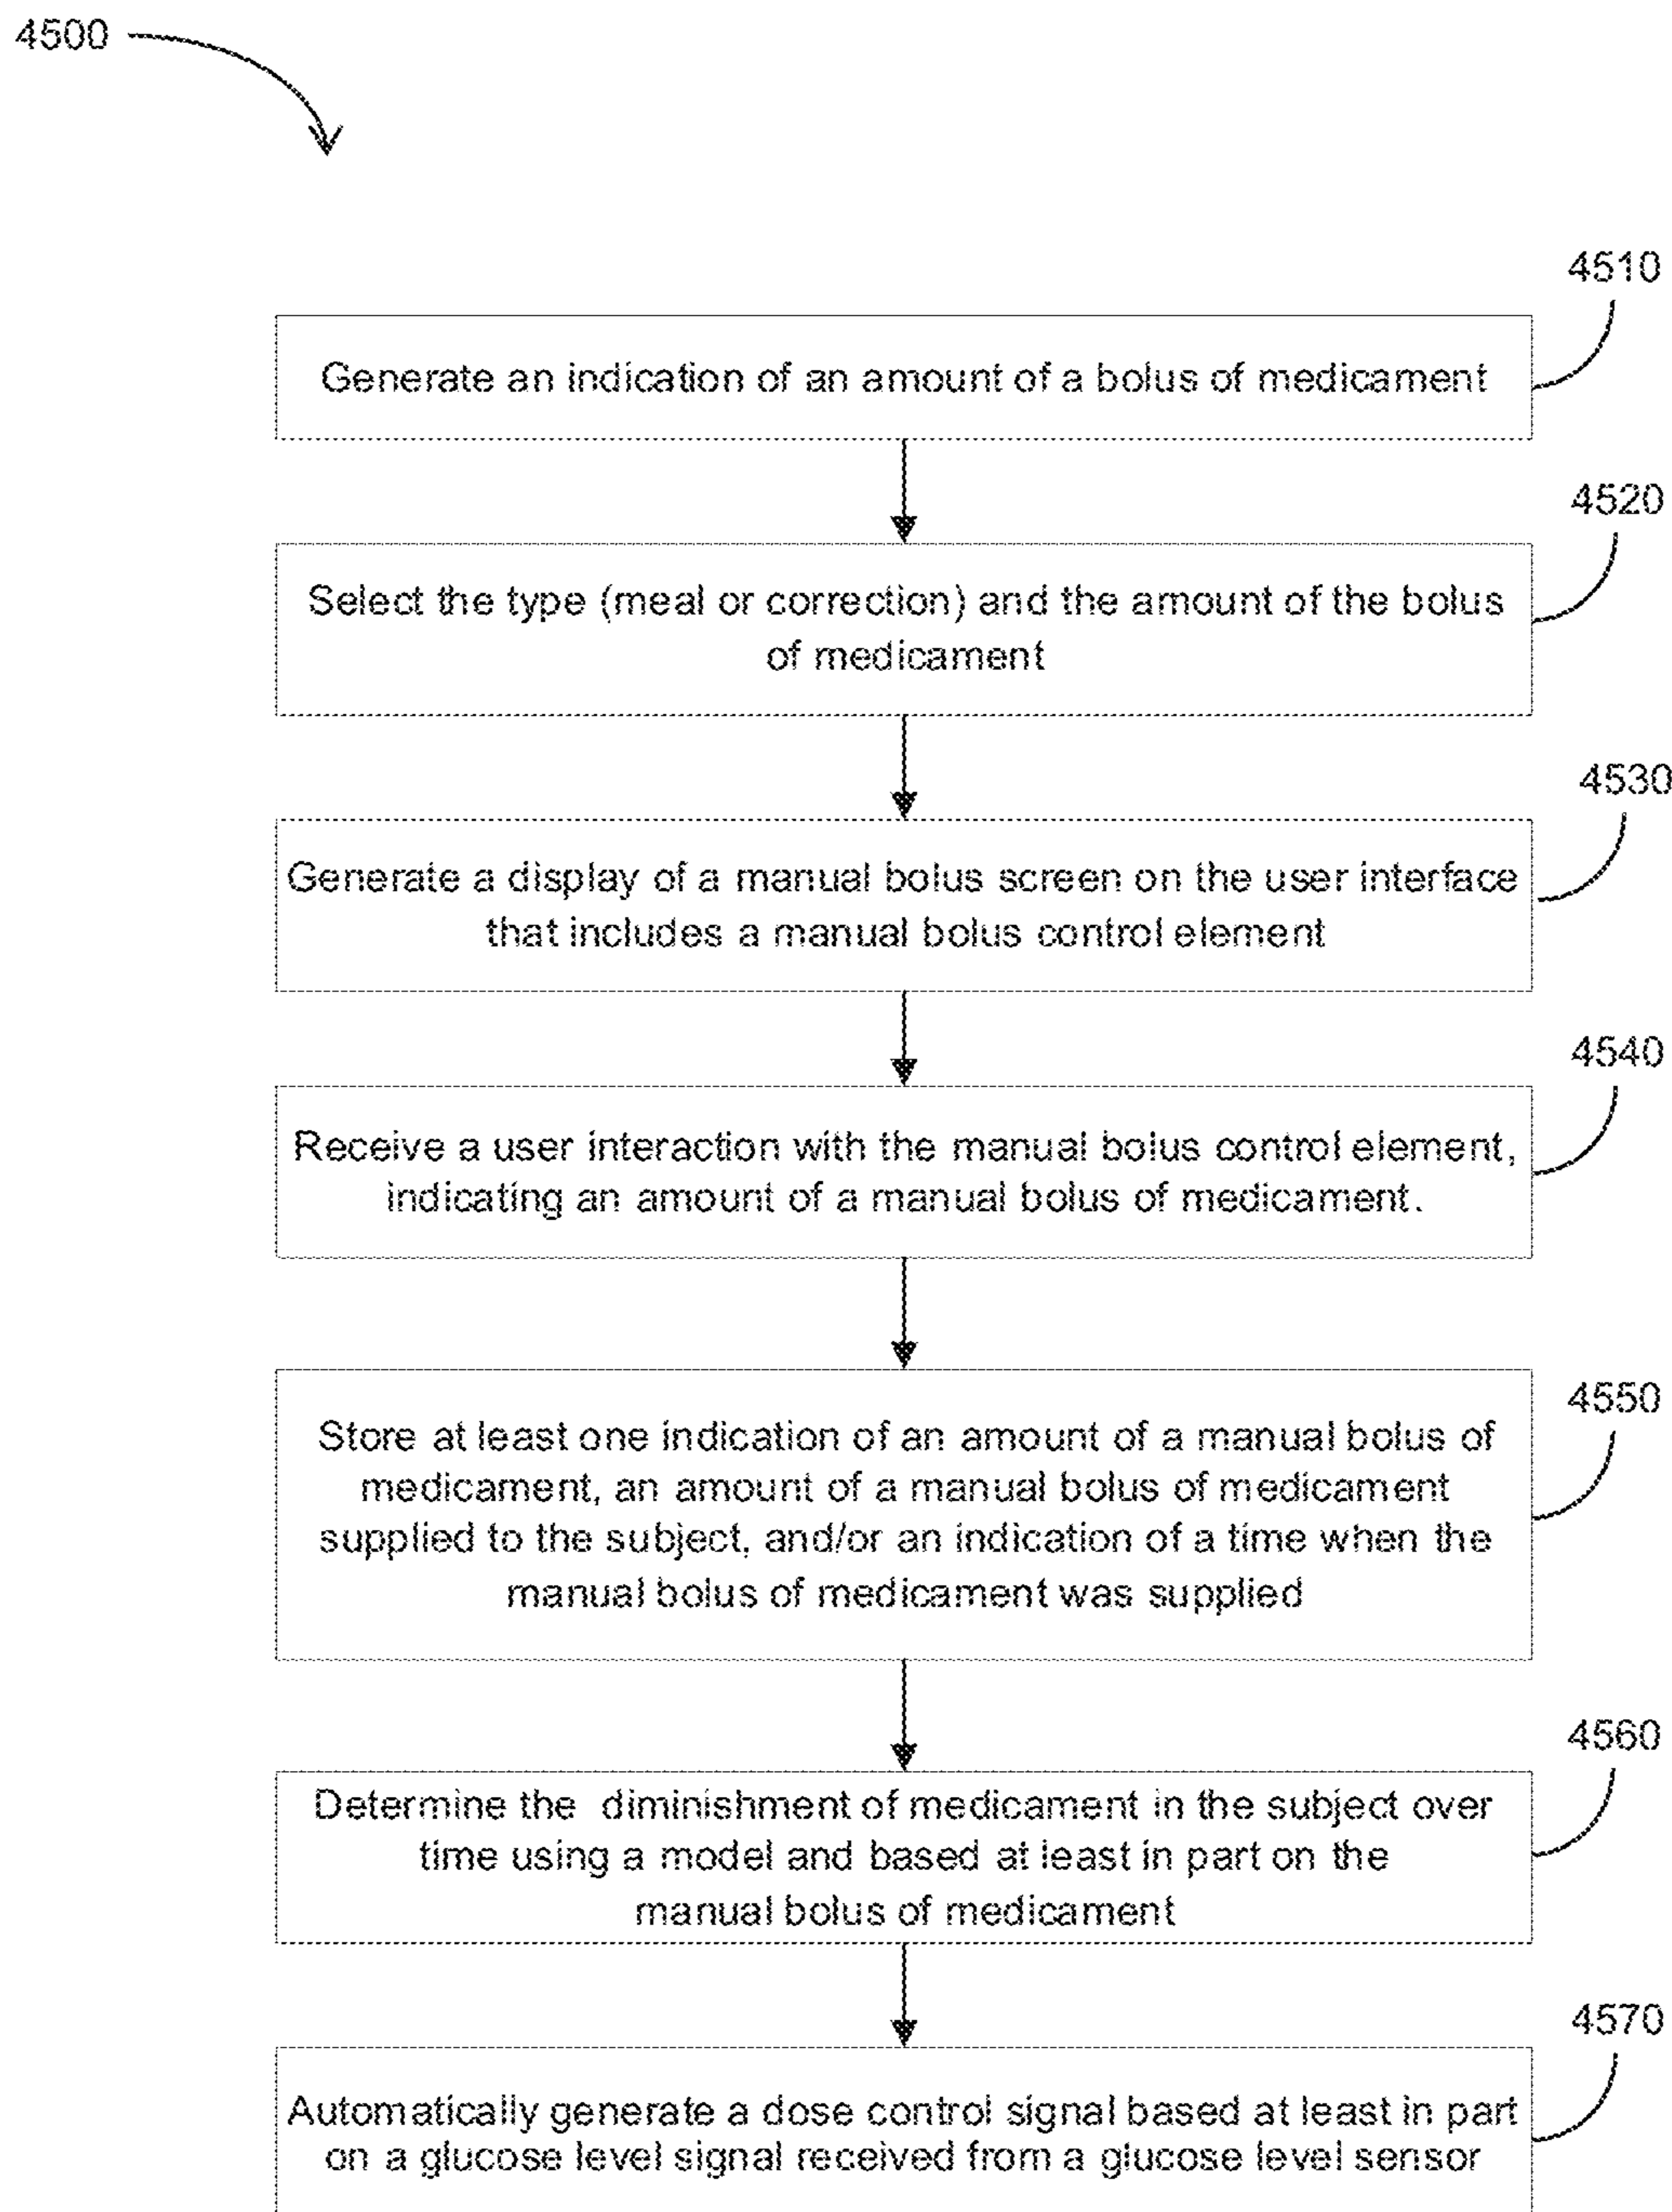 4500
4510
Generate an indication of an amount of a bolus of medicament
4520
Select the type (meal or correction) and the amount of the bolus
of medicament
4530
Generate a display of a manual bolus screen on the user interface
that includes a manual bolus control element
4540
Receive a user interaction with the manual bolus control element,
indicating an amount of a manual bolus of medicament.
4550
Store at least one indication of an amount of a manual bolus of
medicament, an amount of a manual bolus of medicament
supplied to the subject, and/or an indication of a time when the
manual bolus of medicament was supplied
4560
Determine the diminishment of medicament in the subject over
time using a model and based at least in part on the
manual bolus of medicament
4570
Automatically generate a dose control signal based at least in part
on a glucose level signal received from a glucose level sensor